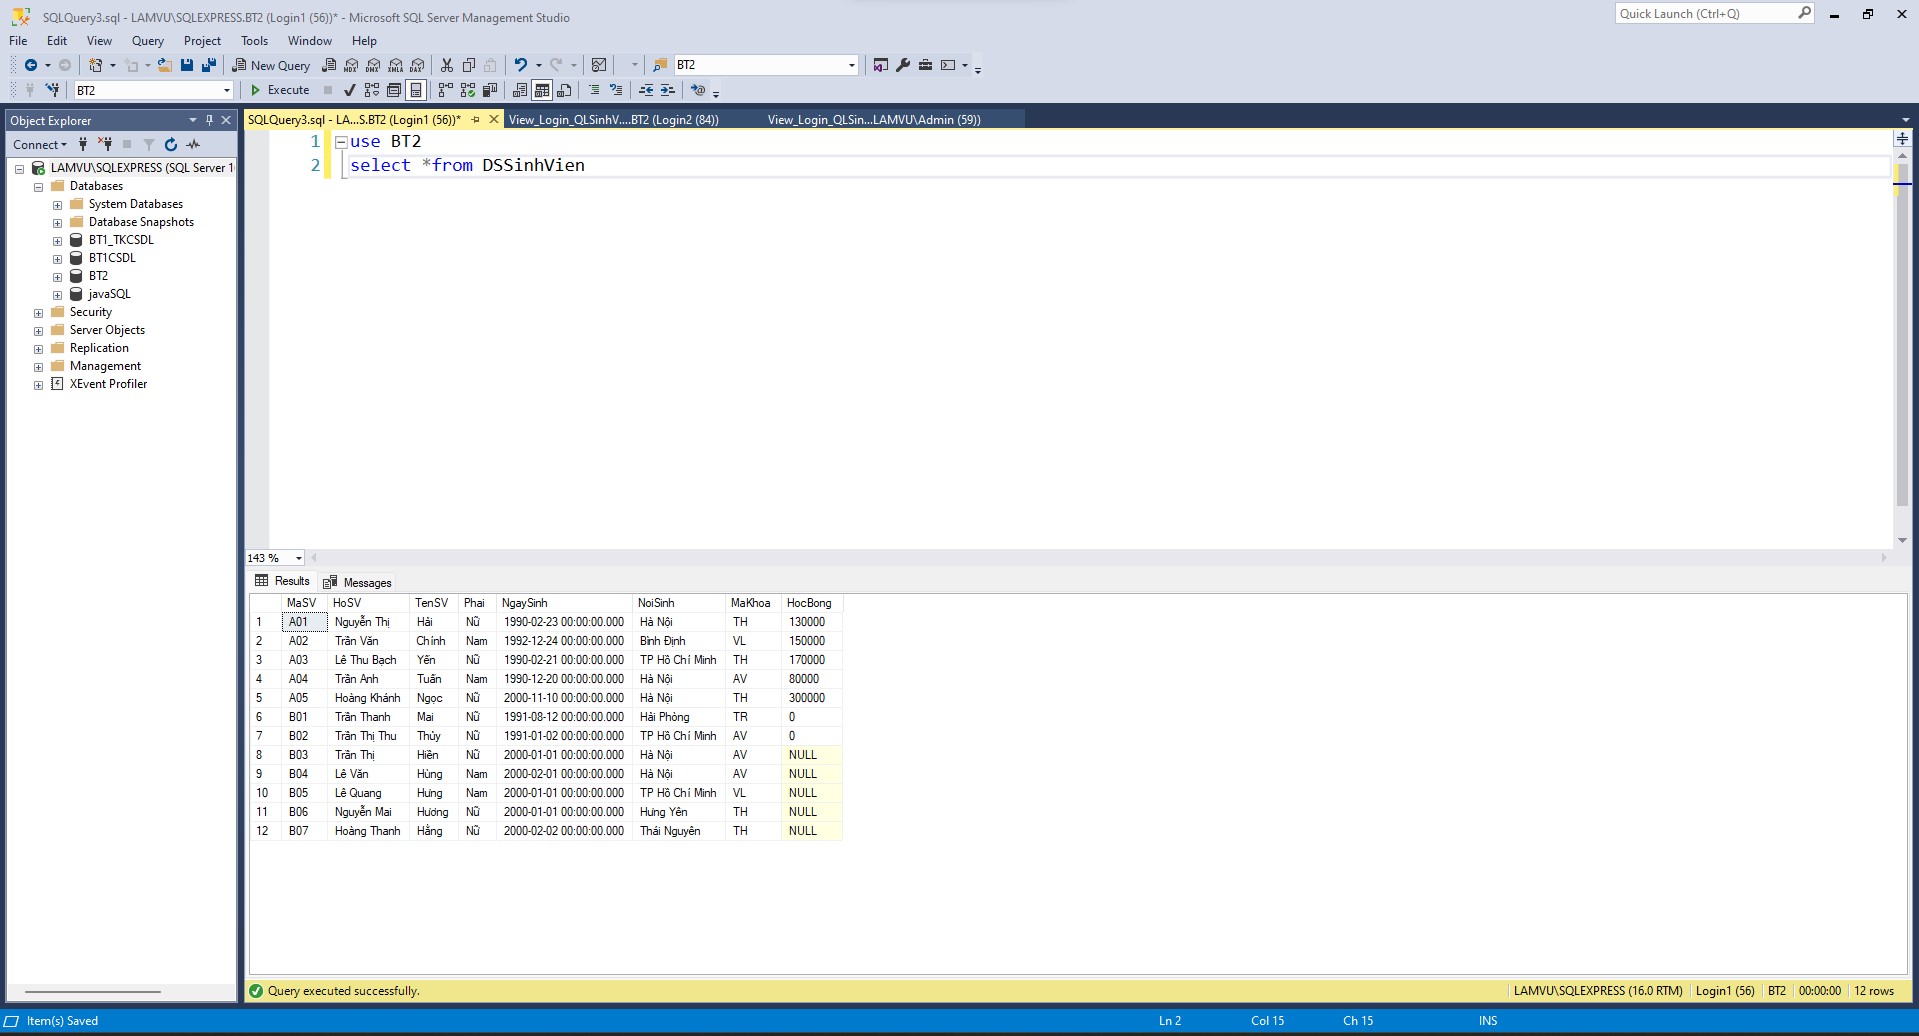 SQLQuery3.sql - LAMVU\SQLEXPRESS.BT2 (Login1 (56))* - Microsoft SQL Server Management Studio
Quick Launch (Ctrl+Q)
File Edit View Query Project Tools Window Help
New Query MDX DMX XMLA DAX BT2
BT2 Execute
Object Explorer
SQLQuery3.sql - LA...S.BT2 (Login1 (56))* View_Login_QLSinhV....BT2 (Login2 (84)) View_Login_QLSin...LAMVU\Admin (59))
Connect
LAMVU\SQLEXPRESS (SQL Server 1
Databases
System Databases
Database Snapshots
BT1_TKCSDL
BT1CSDL
BT2
javaSQL
Security
Server Objects
Replication
Management
XEvent Profiler
1 use BT2
2 select *from DSSinhVien
143 %
Results Messages
MaSV HoSV TenSV Phai NgaySinh NoiSinh MaKhoa HocBong
1 A01 Nguyễn Thị Hải Nữ 1990-02-23 00:00:00.000 Hà Nội TH 130000
2 A02 Trần Văn Chính Nam 1992-12-24 00:00:00.000 Bình Định VL 150000
3 A03 Lê Thu Bạch Yến Nữ 1990-02-21 00:00:00.000 TP Hồ Chí Minh TH 170000
4 A04 Trần Anh Tuấn Nam 1990-12-20 00:00:00.000 Hà Nội AV 80000
5 A05 Hoàng Khánh Ngọc Nữ 2000-11-10 00:00:00.000 Hà Nội TH 300000
6 B01 Trần Thanh Mai Nữ 1991-08-12 00:00:00.000 Hải Phòng TR 0
7 B02 Trần Thị Thu Thủy Nữ 1991-01-02 00:00:00.000 TP Hồ Chí Minh AV 0
8 B03 Trần Thị Hiền Nữ 2000-01-01 00:00:00.000 Hà Nội AV NULL
9 B04 Lê Văn Hùng Nam 2000-02-01 00:00:00.000 Hà Nội AV NULL
10 B05 Lê Quang Hưng Nam 2000-01-01 00:00:00.000 TP Hồ Chí Minh VL NULL
11 B06 Nguyễn Mai Hương Nữ 2000-01-01 00:00:00.000 Hưng Yên TH NULL
12 B07 Hoàng Thanh Hằng Nữ 2000-02-02 00:00:00.000 Thái Nguyên TH NULL
Query executed successfully. LAMVU\SQLEXPRESS (16.0 RTM) Login1 (56) BT2 00:00:00 12 rows
Item(s) Saved Ln 2 Col 15 Ch 15 INS